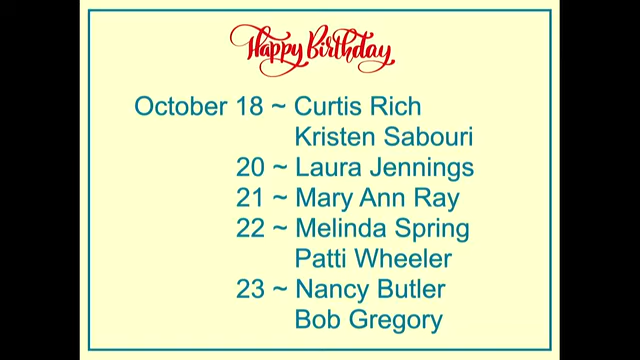 Happy Birthday
October 18 ~ Curtis Rich
Kristen Sabouri
20 ~ Laura Jennings
21 ~ Mary Ann Ray
22 ~ Melinda Spring
Patti Wheeler
23 ~ Nancy Butler
Bob Gregory